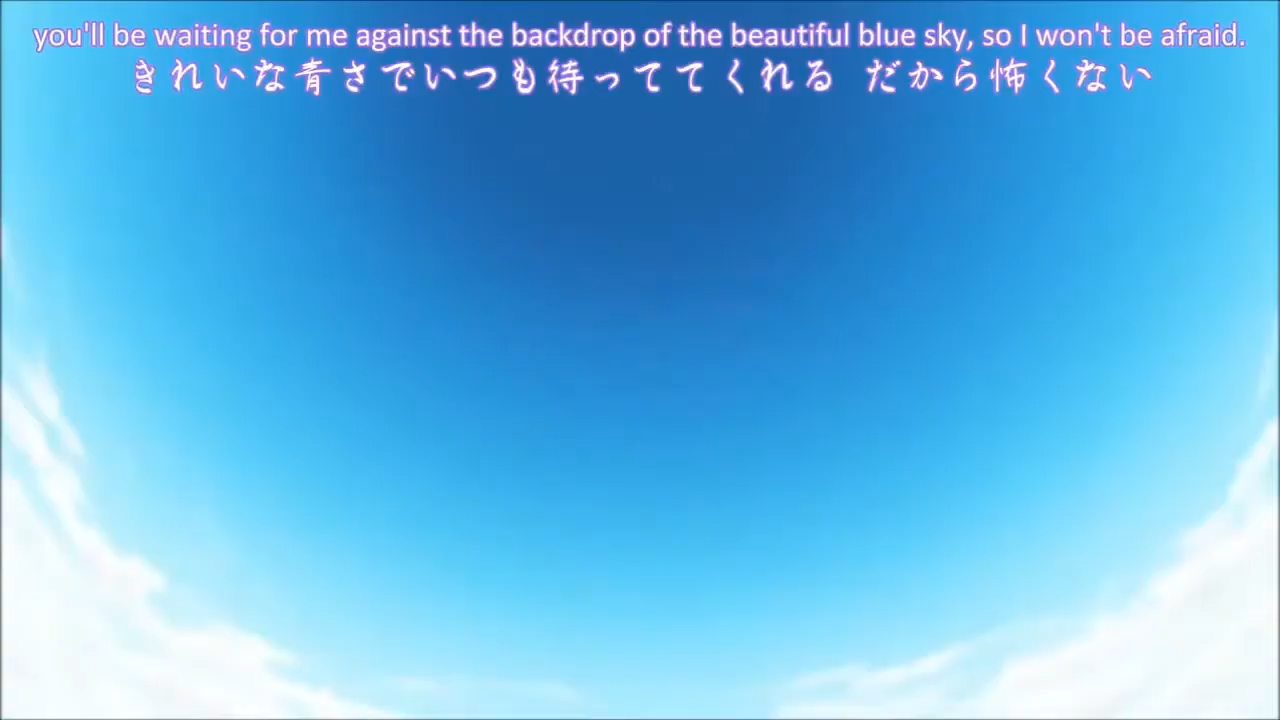 you'll be waiting for me against the backdrop of the beautiful blue sky, so I won't be afraid.
きれいな青さでいつも待っててくれる だから怖くない